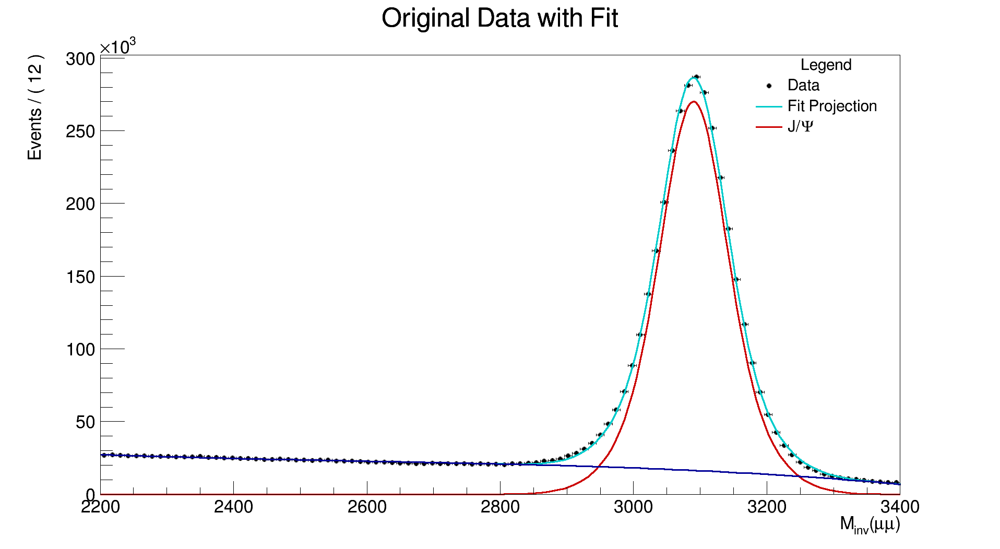 Original Data with Fit
×10³
Events / ( 12 )
300
250
200
150
100
50
0
Legend
Data
Fit Projection
J/Ψ
2200 2400 2600 2800 3000 3200 3400
M_inv(μμ)